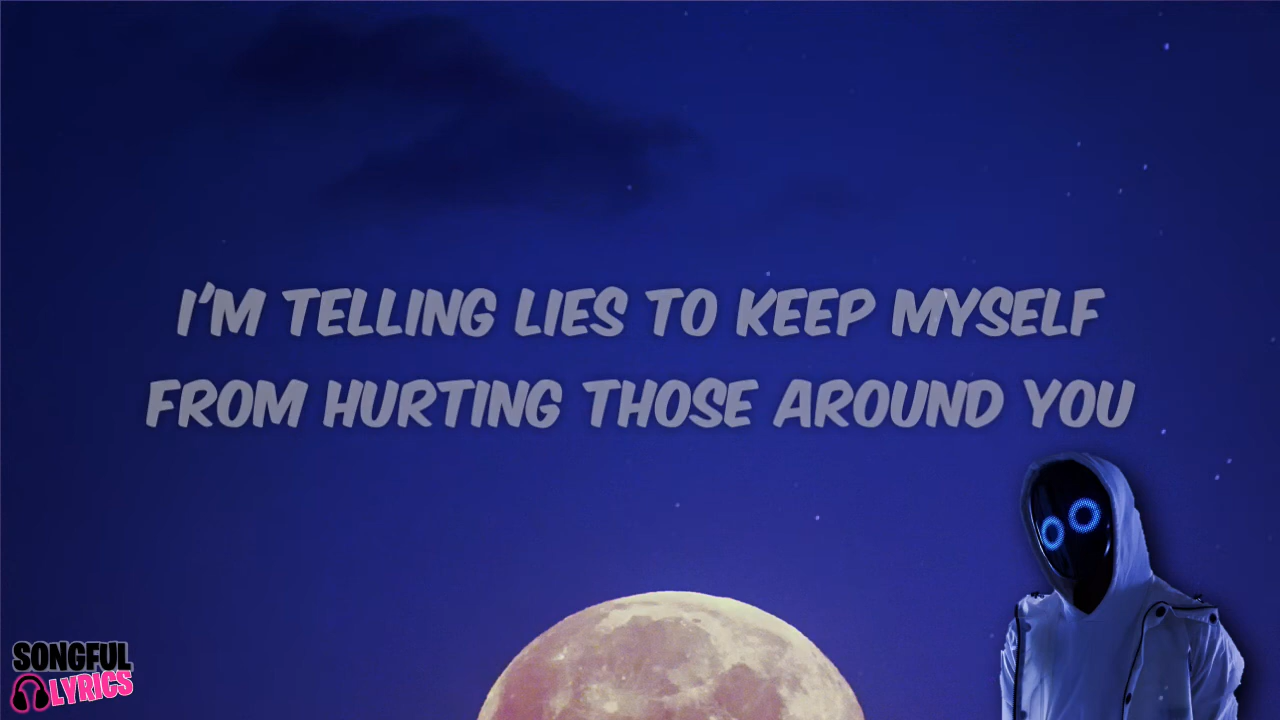 I'M TELLING LIES TO KEEP MYSELF
FROM HURTING THOSE AROUND YOU
SONGFUL
LYRICS